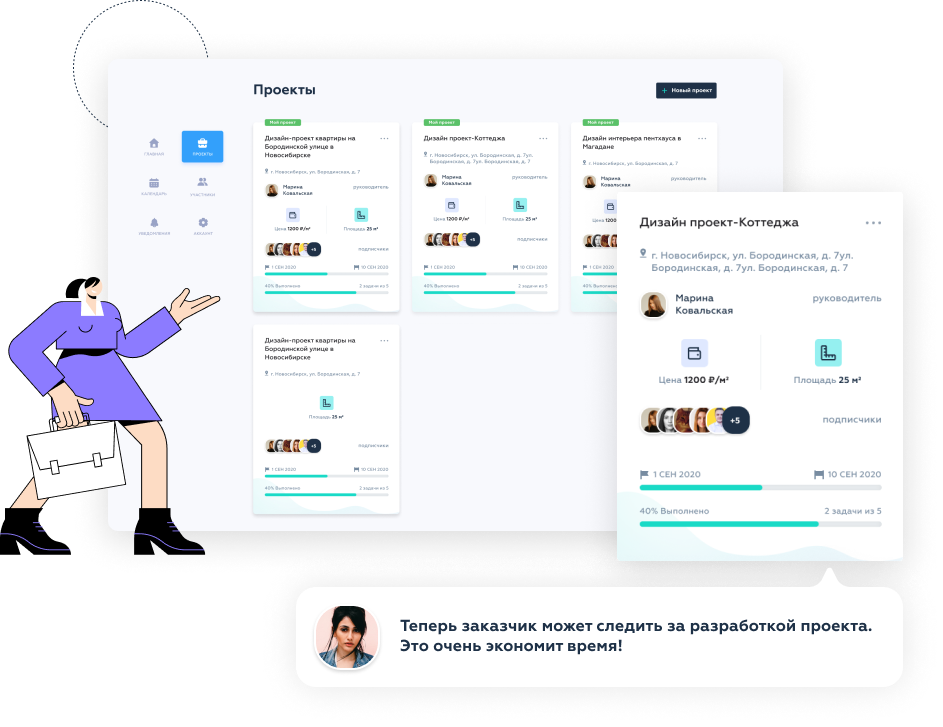 Проекты
+ Новый проект
ГЛАВНАЯ
ПРОЕКТЫ
КАЛЕНДАРЬ
УЧАСТНИКИ
УВЕДОМЛЕНИЯ
АККАУНТ
Мой проект
Дизайн-проект квартиры на
Бородинской улице в
Новосибирске
г. Новосибирск, ул. Бородинская, д. 7
Марина
Ковальская
руководитель
Цена 1200 ₽/м²
Площадь 25 м²
+5
подписчики
1 СЕН 2020
10 СЕН 2020
40% Выполнено
2 задачи из 5
Мой проект
Дизайн проект-Коттеджа
г. Новосибирск, ул. Бородинская, д. 7ул.
Бородинская, д. 7ул. Бородинская, д. 7
Марина
Ковальская
руководитель
Цена 1200 ₽/м²
Площадь 25 м²
+5
подписчики
1 СЕН 2020
10 СЕН 2020
40% Выполнено
2 задачи из 5
Мой проект
Дизайн интерьера пентхауса в
Магадане
г. Новосибирск, ул. Бородинская, д. 7
Марина
Ковальская
руководитель
Цена 120
1 СЕН 2020
40% Выполнено
Дизайн-проект квартиры на
Бородинской улице в
Новосибирске
г. Новосибирск, ул. Бородинская, д. 7
Площадь 25 м²
+5
подписчики
1 СЕН 2020
10 СЕН 2020
40% Выполнено
2 задачи из 5
Дизайн проект-Коттеджа
г. Новосибирск, ул. Бородинская, д. 7ул.
Бородинская, д. 7ул. Бородинская, д. 7
Марина
Ковальская
руководитель
Цена 1200 ₽/м²
Площадь 25 м²
+5
подписчики
1 СЕН 2020
10 СЕН 2020
40% Выполнено
2 задачи из 5
Теперь заказчик может следить за разработкой проекта.
Это очень экономит время!